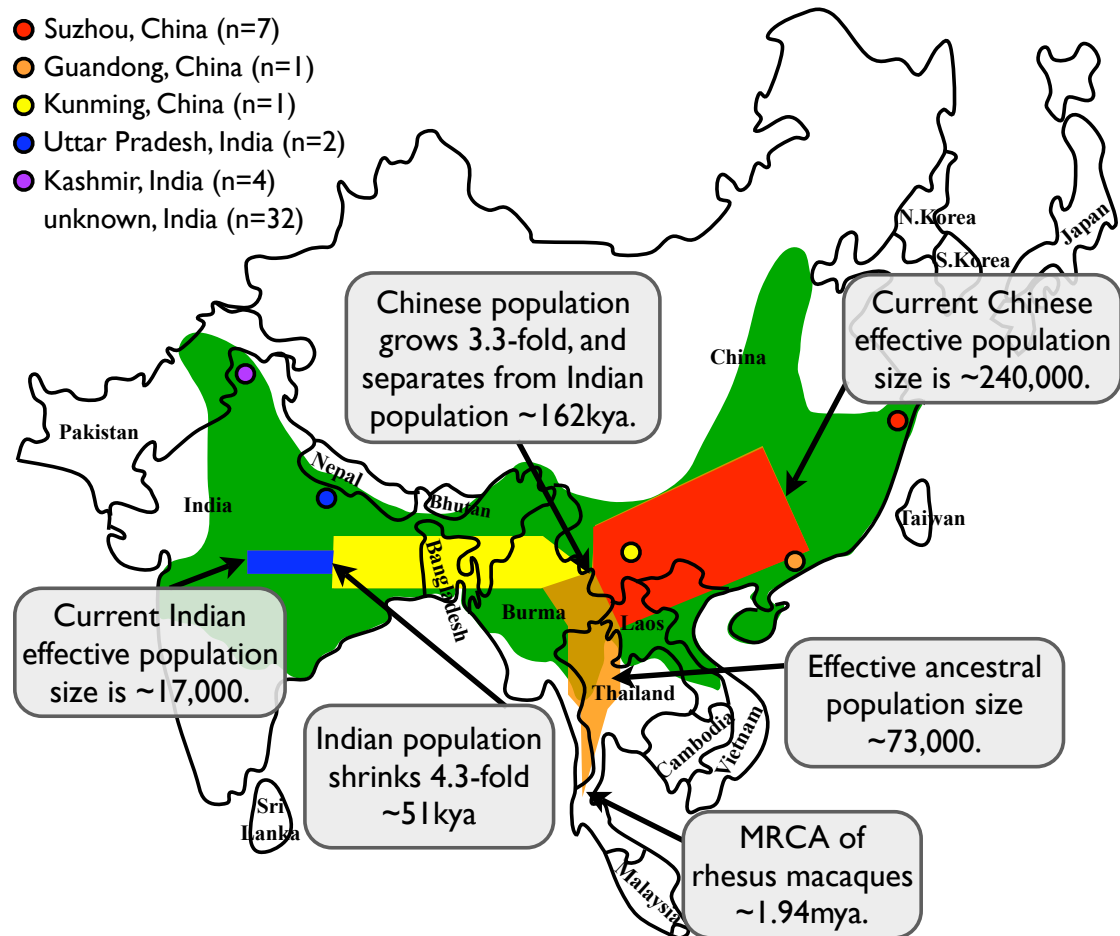 Suzhou, China (n=7)
Guandong, China (n=1)
Kunming, China (n=1)
Uttar Pradesh, India (n=2)
Kashmir, India (n=4)
unknown, India (n=32)
N.Korea
Japan
S.Korea
Chinese population
grows 3.3-fold, and
separates from Indian
population ~162kya.
Current Chinese
effective population
size is ~240,000.
China
Pakistan
Nepal
Bhutan
India
Taiwan
Bangladesh
Burma
Laos
Current Indian
effective population
size is ~17,000.
Thailand
Effective ancestral
population size
~73,000.
Cambodia
Vietnam
Indian population
shrinks 4.3-fold
~51kya
Sri
Lanka
MRCA of
rhesus macaques
~1.94mya.
Malaysia